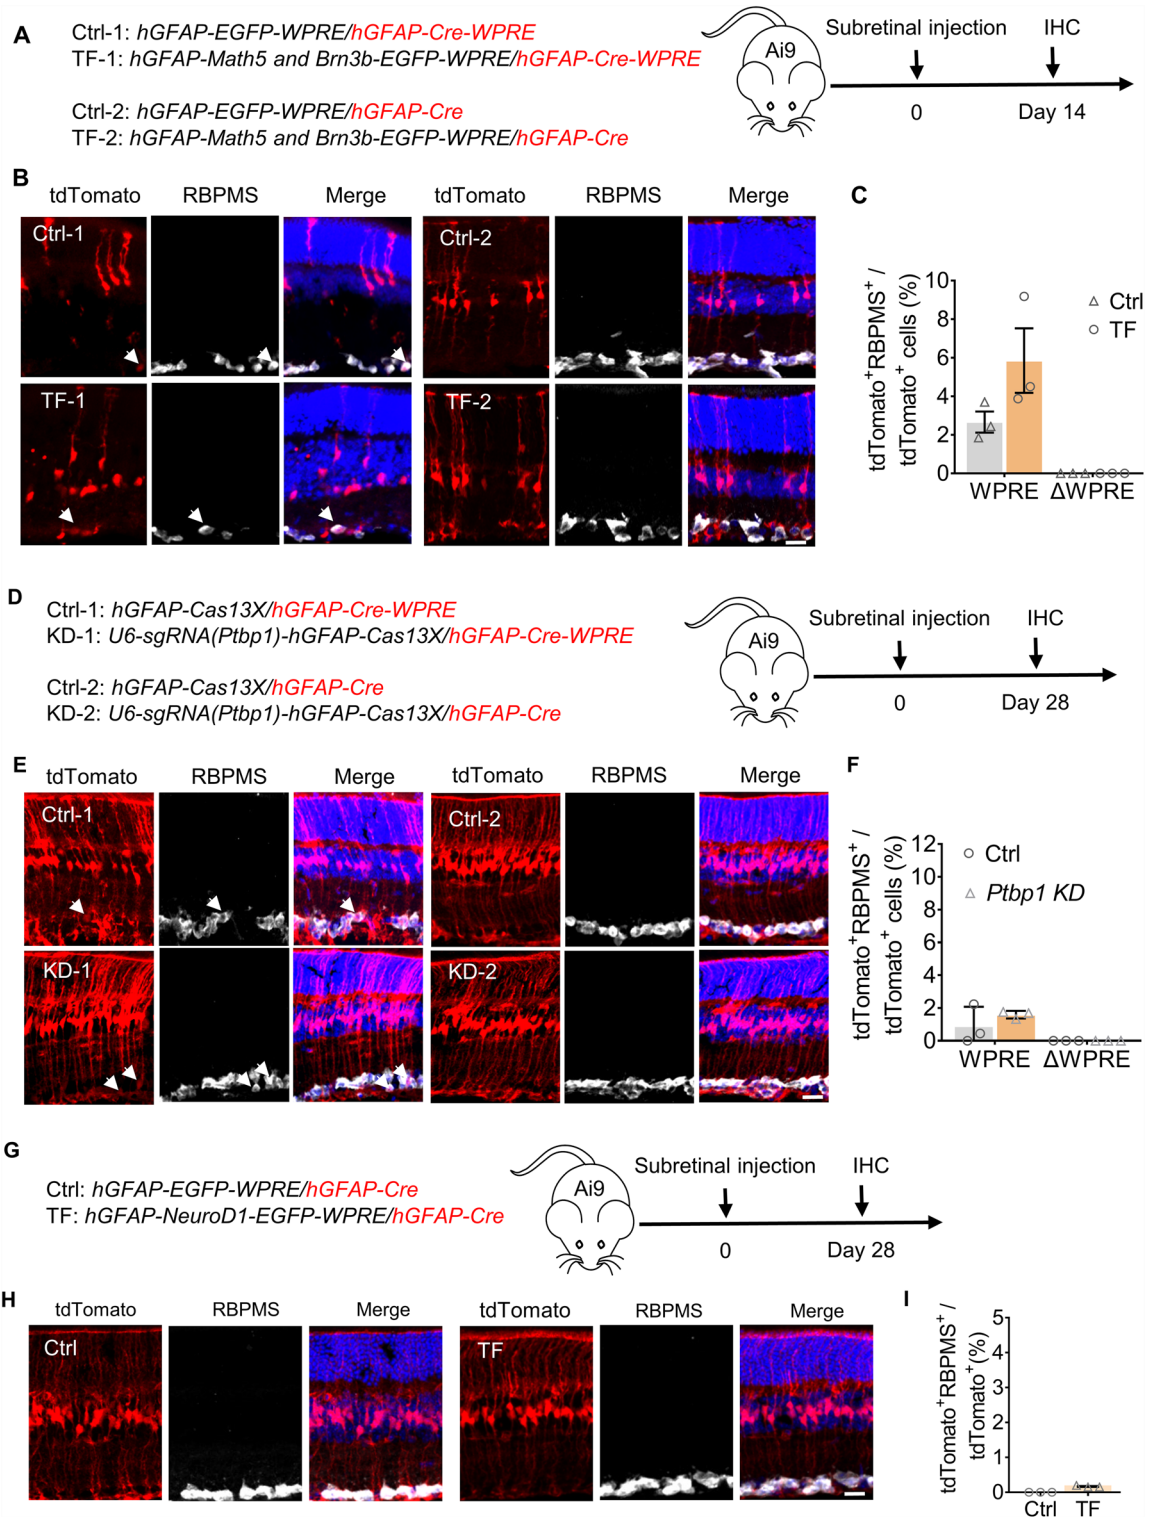 A
Ctrl-1: hGFAP-EGFP-WPRE/hGFAP-Cre-WPRE
TF-1: hGFAP-Math5 and Brn3b-EGFP-WPRE/hGFAP-Cre-WPRE
Ctrl-2: hGFAP-EGFP-WPRE/hGFAP-Cre
TF-2: hGFAP-Math5 and Brn3b-EGFP-WPRE/hGFAP-Cre
Ai9
Subretinal injection IHC
0 Day 14
B
tdTomato RBPMS Merge tdTomato RBPMS Merge
Ctrl-1 Ctrl-2
TF-1 TF-2
C
tdTomato+RBPMS+ /
tdTomato+ cells (%)
10
8
6
4
2
0
Ctrl
TF
WPRE ΔWPRE
D
Ctrl-1: hGFAP-Cas13X/hGFAP-Cre-WPRE
KD-1: U6-sgRNA(Ptbp1)-hGFAP-Cas13X/hGFAP-Cre-WPRE
Ctrl-2: hGFAP-Cas13X/hGFAP-Cre
KD-2: U6-sgRNA(Ptbp1)-hGFAP-Cas13X/hGFAP-Cre
Ai9
Subretinal injection IHC
0 Day 28
E
tdTomato RBPMS Merge tdTomato RBPMS Merge
Ctrl-1 Ctrl-2
KD-1 KD-2
F
tdTomato+RBPMS+ /
tdTomato+ cells (%)
12
10
8
6
4
2
0
Ctrl
Ptbp1 KD
WPRE ΔWPRE
G
Ctrl: hGFAP-EGFP-WPRE/hGFAP-Cre
TF: hGFAP-NeuroD1-EGFP-WPRE/hGFAP-Cre
Ai9
Subretinal injection IHC
0 Day 28
H
tdTomato RBPMS Merge tdTomato RBPMS Merge
Ctrl TF
I
tdTomato+RBPMS+ /
tdTomato+(%)
5
4
3
2
1
0
Ctrl TF